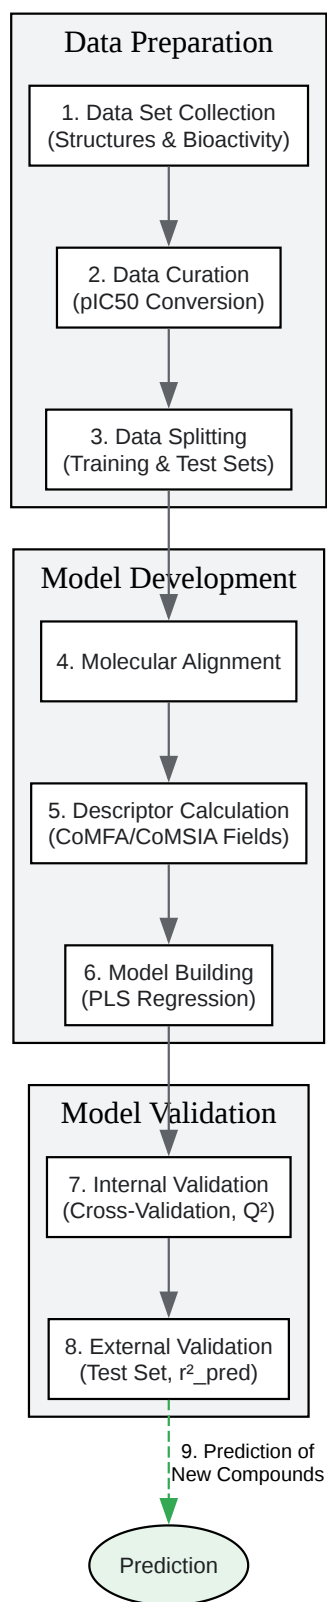 Data Preparation
1. Data Set Collection
(Structures & Bioactivity)
2. Data Curation
(pIC50 Conversion)
3. Data Splitting
(Training & Test Sets)
Model Development
4. Molecular Alignment
5. Descriptor Calculation
(CoMFA/CoMSIA Fields)
6. Model Building
(PLS Regression)
Model Validation
7. Internal Validation
(Cross-Validation, Q²)
8. External Validation
(Test Set, r²_pred)
9. Prediction of
New Compounds
Prediction